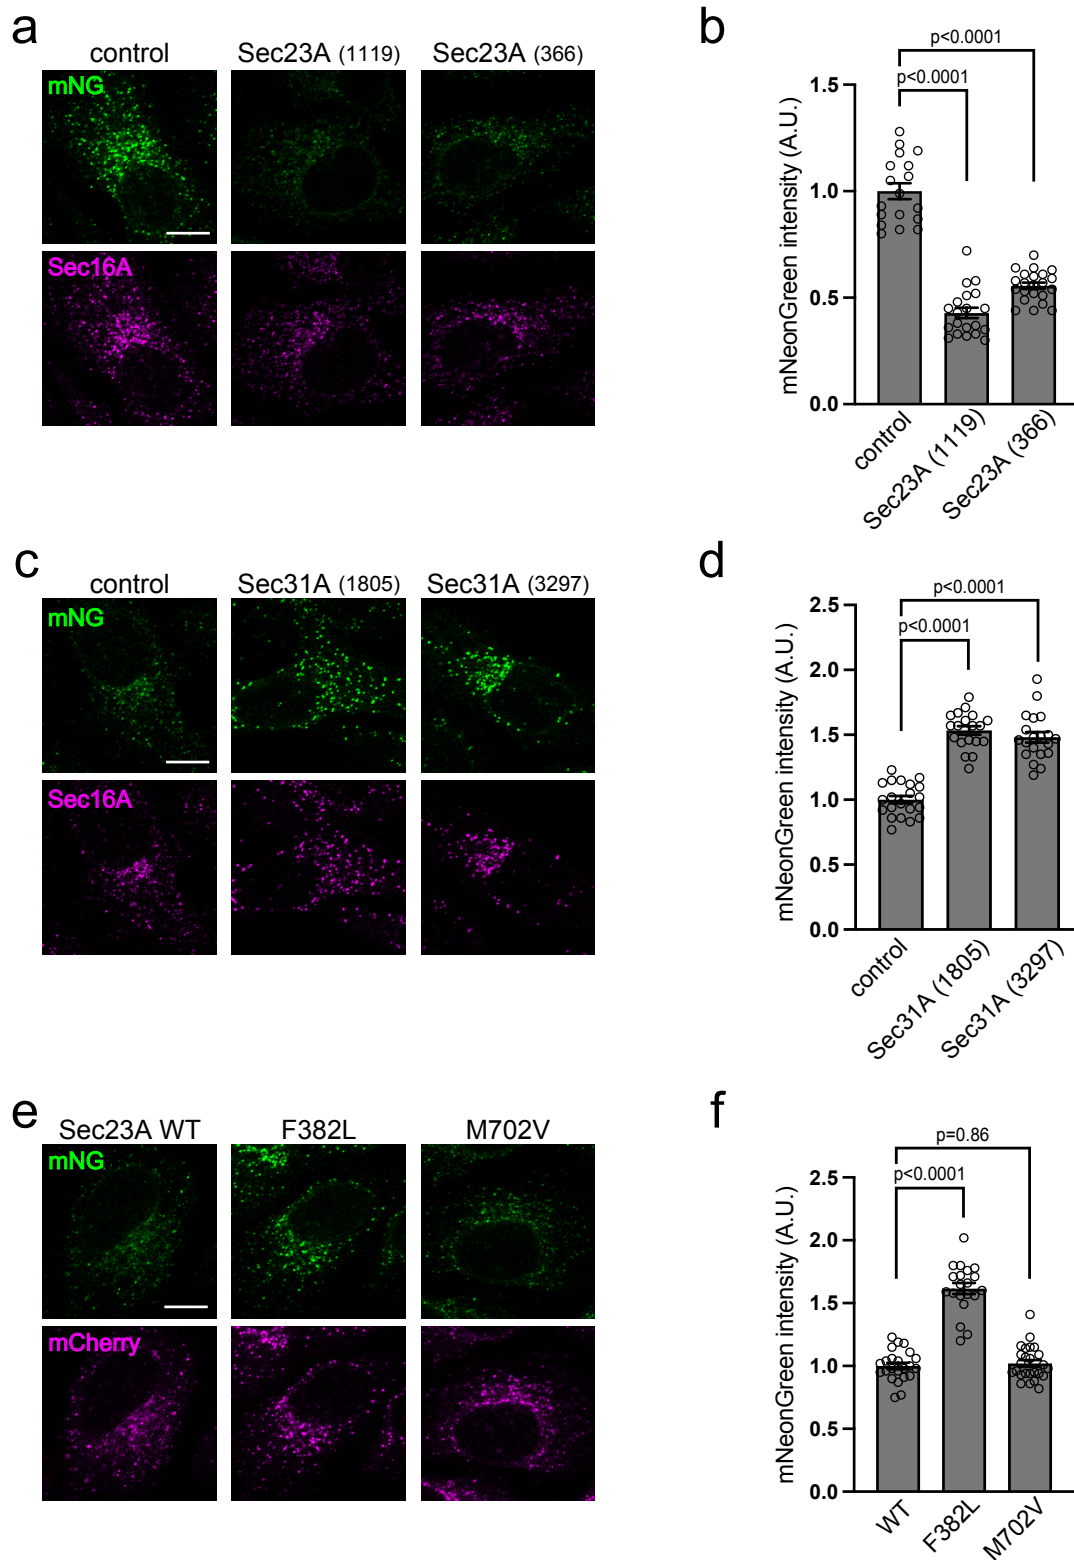 a
control
Sec23A (1119)
Sec23A (366)
mNG
Sec16A
b
p<0.0001
p<0.0001
mNeonGreen intensity (A.U.)
1.5
1.0
0.5
0.0
control
Sec23A (1119)
Sec23A (366)
c
control
Sec31A (1805)
Sec31A (3297)
mNG
Sec16A
d
p<0.0001
p<0.0001
mNeonGreen intensity (A.U.)
2.5
2.0
1.5
1.0
0.5
0.0
control
Sec31A (1805)
Sec31A (3297)
e
Sec23A WT
F382L
M702V
mNG
mCherry
f
p=0.86
p<0.0001
mNeonGreen intensity (A.U.)
2.5
2.0
1.5
1.0
0.5
0.0
WT
F382L
M702V